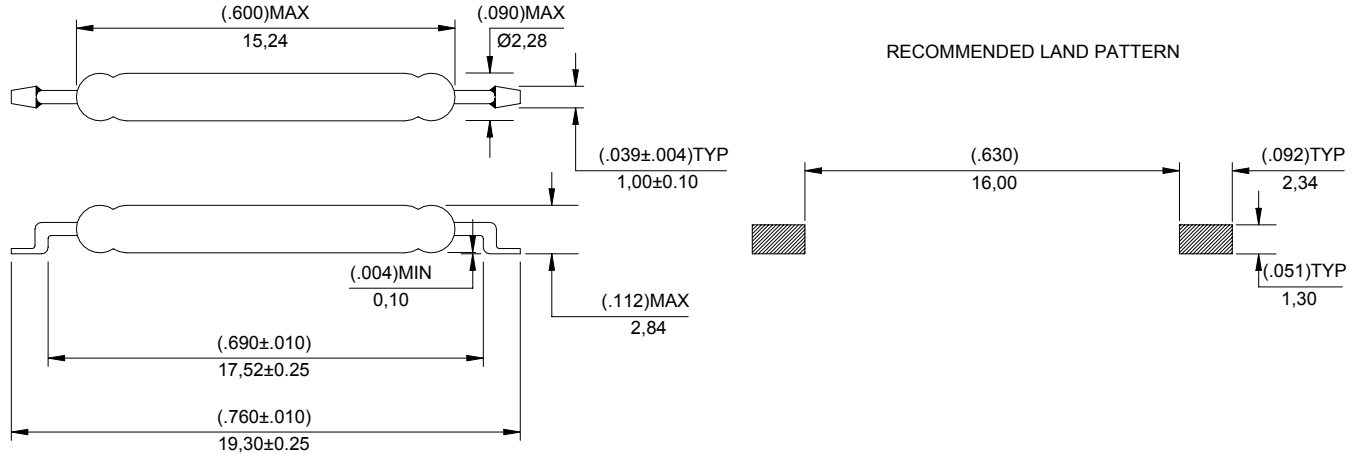 (.600)MAX
15,24
(.090)MAX
Ø2,28
RECOMMENDED LAND PATTERN
(.039±.004)TYP
1,00±0.10
(.630)
16,00
(.092)TYP
2,34
(.004)MIN
0,10
(.112)MAX
2,84
(.051)TYP
1,30
(.690±.010)
17,52±0.25
(.760±.010)
19,30±0.25